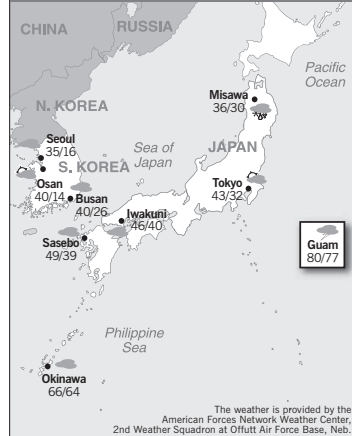 CHINA
RUSSIA
Pacific
Ocean
Misawa
36/30
N. KOREA
Seoul
35/16
S. KOREA
Sea of
Japan
JAPAN
Osan
40/14
Busan
40/26
Tokyo
43/32
Iwakuni
46/40
Sasebo
49/39
Guam
80/77
Philippine
Sea
Okinawa
66/64
The weather is provided by the
American Forces Network Weather Center,
2nd Weather Squadron at Offutt Air Force Base, Neb.